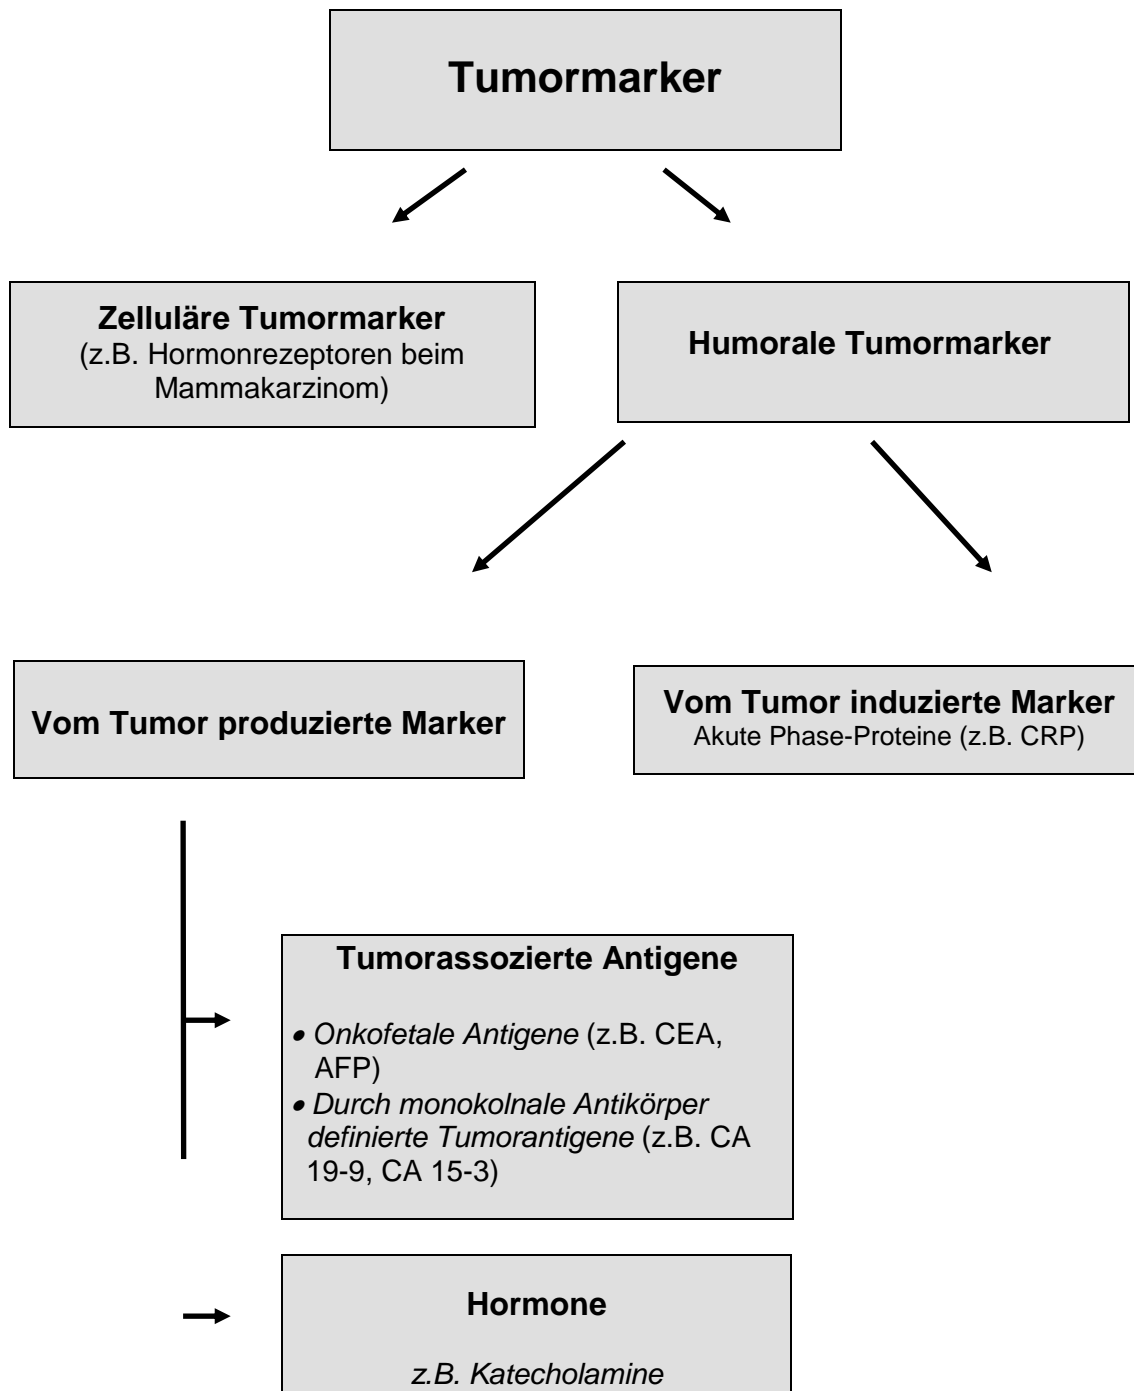 Tumormarker
Zelluläre Tumormarker
(z.B. Hormonrezeptoren beim
Mammakarzinom)
Humorale Tumormarker
Vom Tumor produzierte Marker
Vom Tumor induzierte Marker
Akute Phase-Proteine (z.B. CRP)
Tumorassozierte Antigene
• Onkofetale Antigene (z.B. CEA,
AFP)
• Durch monokolnale Antikörper
definierte Tumorantigene (z.B. CA
19-9, CA 15-3)
Hormone
z.B. Katecholamine